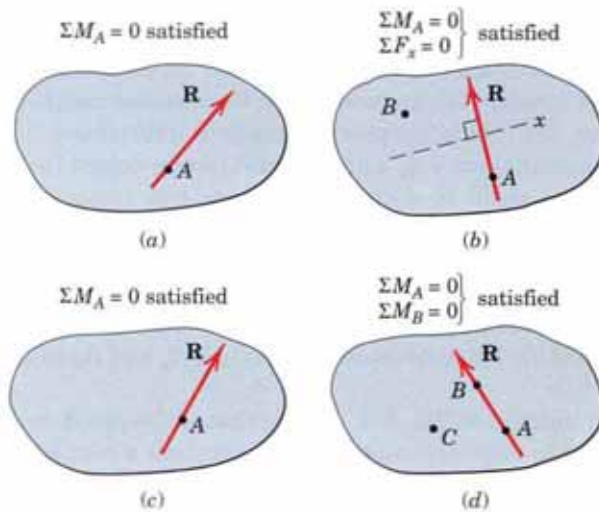 ΣM_A = 0 satisfied
R
A
(a)
ΣM_A = 0
ΣF_x = 0
satisfied
R
B
x
A
(b)
ΣM_A = 0 satisfied
R
A
(c)
ΣM_A = 0
ΣM_B = 0
satisfied
R
B
C
A
(d)